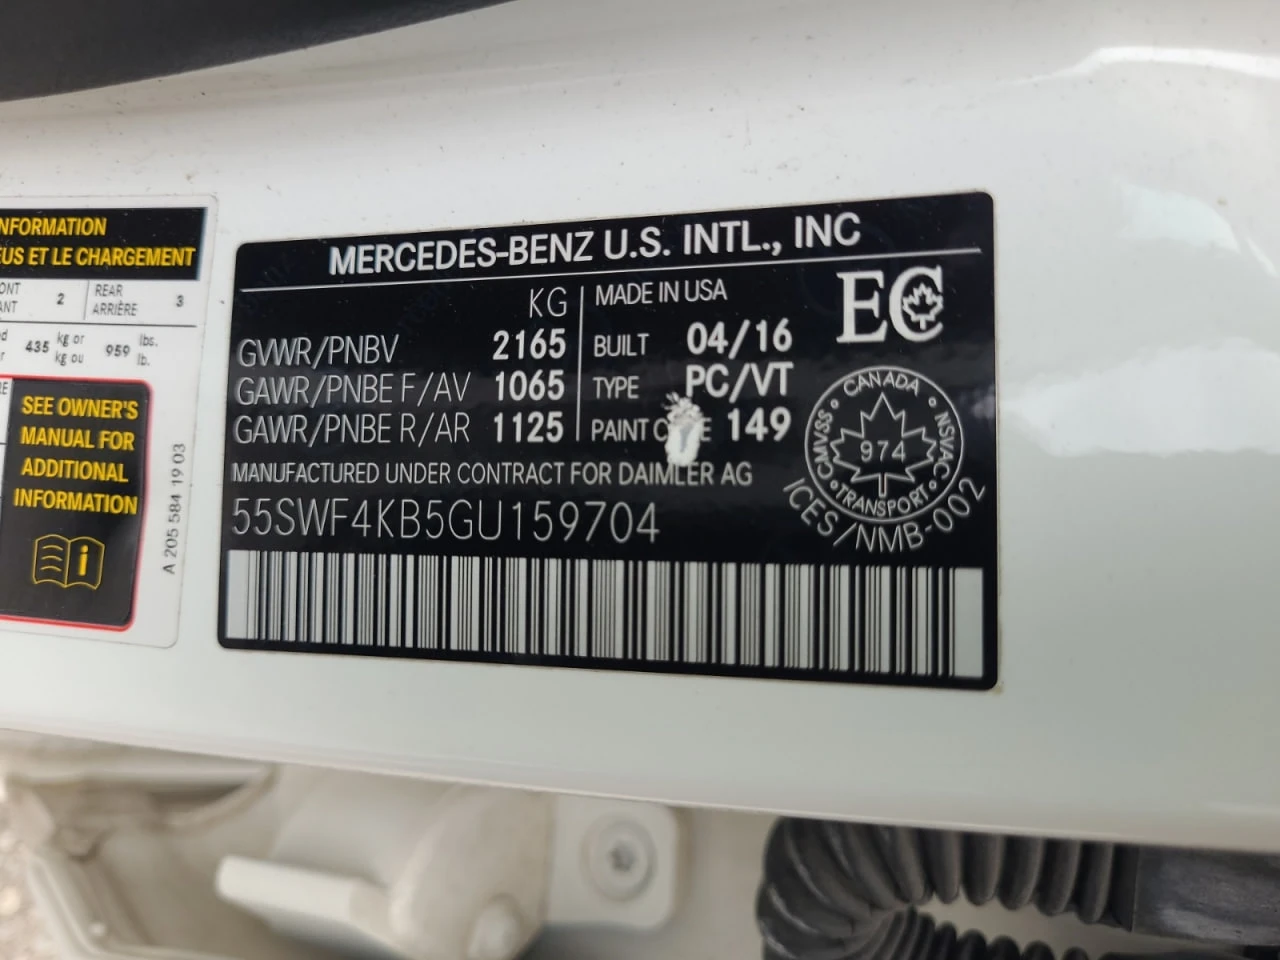 NFORMATION
EUS ET LE CHARGEMENT
2
REAR
ARRIÈRE
3
435
kg or
kg ou
959
lbs.
lb.
SEE OWNER'S
MANUAL FOR
ADDITIONAL
INFORMATION
A 205 584 19 03
MERCEDES-BENZ U.S. INTL., INC
KG
GVWR/PNBV 2165
GAWR/PNBE F/AV 1065
GAWR/PNBE R/AR 1125
MADE IN USA
BUILT 04/16
TYPE PC/VT
PAINT 149
MANUFACTURED UNDER CONTRACT FOR DAIMLER AG
55SWF4KB5GU159704
EC
CANADA
CMVSS
NSVAC
974
TRANSPORT
ICES/NMB-002